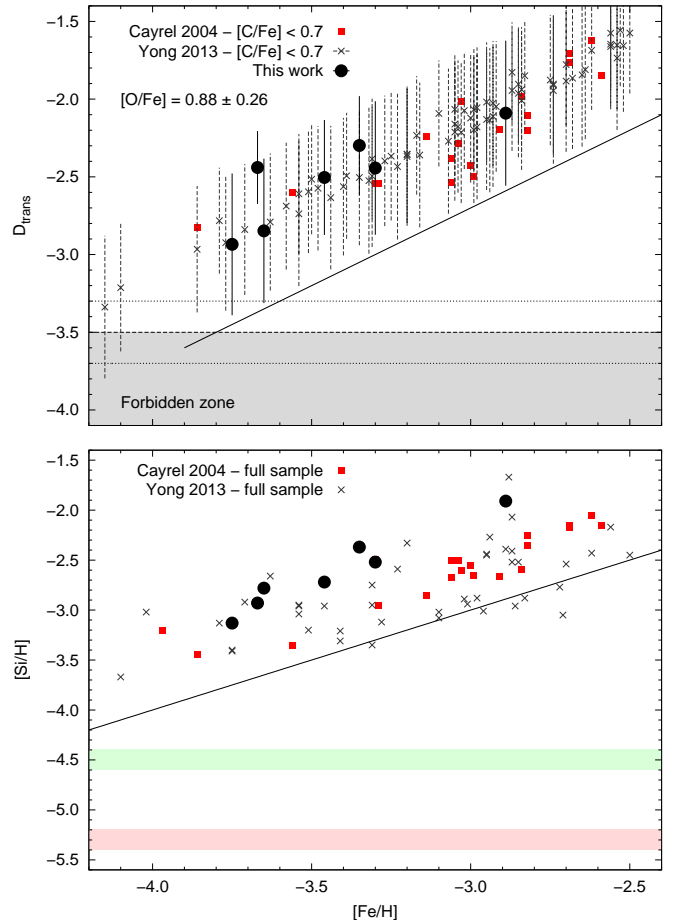 Cayrel 2004 − [C/Fe] < 0.7
Yong 2013 − [C/Fe] < 0.7
This work
[O/Fe] = 0.88 ± 0.26
−1.5
−2.0
−2.5
−3.0
−3.5
−4.0
D_trans
Forbidden zone
Cayrel 2004 − full sample
Yong 2013 − full sample
−1.5
−2.0
−2.5
−3.0
−3.5
−4.0
−4.5
−5.0
−5.5
[Si/H]
−4.0 −3.5 −3.0 −2.5
[Fe/H]